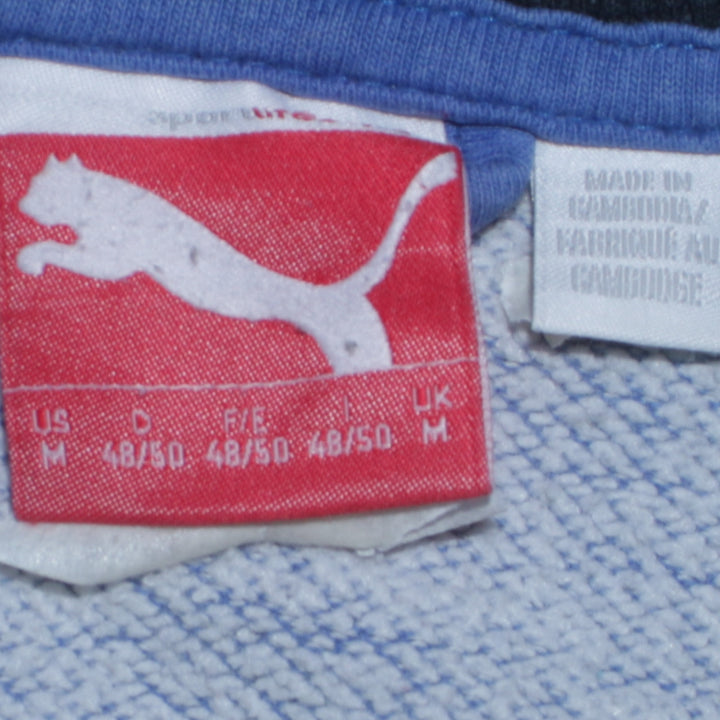 US D F/E I UK
M 48/50 48/50 48/50 M
MADE IN
CAMBODIA/
FABRIQUÉ AU
CAMBODGE